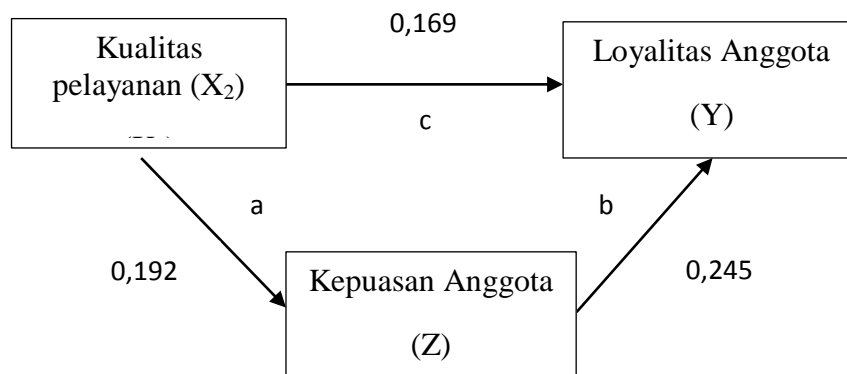 0,169
Kualitas
pelayanan (X₂)
Loyalitas Anggota
(Y)
c
a
b
0,192
0,245
Kepuasan Anggota
(Z)